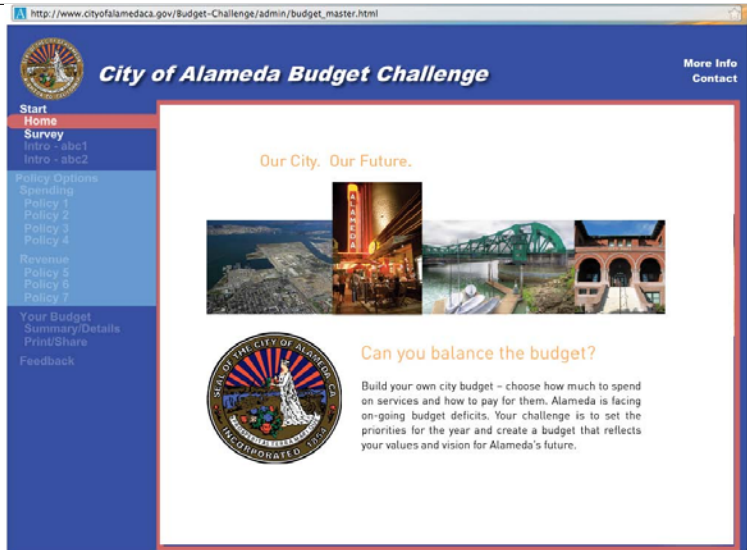 http://www.cityofalamedaca.gov/Budget-Challenge/admin/budget_master.html
City of Alameda Budget Challenge
More Info
Contact
Start
Home
Survey
Intro - abc1
Intro - abc2
Policy Options
Spending
Policy 1
Policy 2
Policy 3
Policy 4
Revenue
Policy 5
Policy 6
Policy 7
Your Budget
Summary/Details
Print/Share
Feedback
Our City. Our Future.
ALAMEDA
SEAL OF THE CITY OF ALAMEDA CA
INCORPORATED 1854
Can you balance the budget?
Build your own city budget – choose how much to spend
on services and how to pay for them. Alameda is facing
on-going budget deficits. Your challenge is to set the
priorities for the year and create a budget that reflects
your values and vision for Alameda's future.